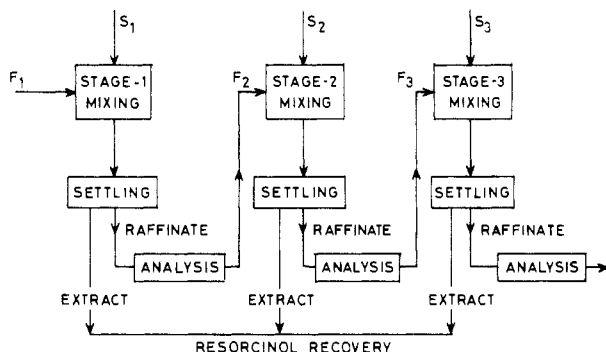 S1
S2
S3
F1
STAGE-1
MIXING
F2
STAGE-2
MIXING
F3
STAGE-3
MIXING
SETTLING
SETTLING
SETTLING
RAFFINATE
RAFFINATE
RAFFINATE
ANALYSIS
ANALYSIS
ANALYSIS
EXTRACT
EXTRACT
EXTRACT
RESORCINOL RECOVERY